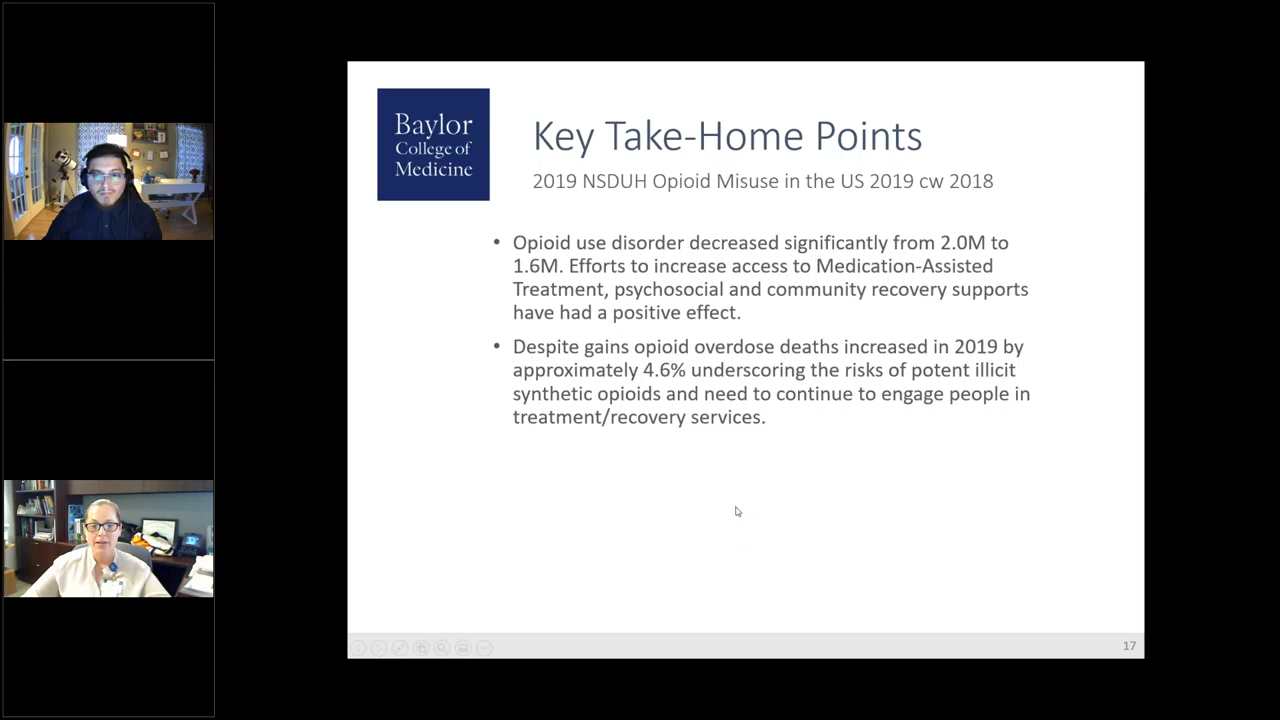 Baylor
College of
Medicine
Key Take-Home Points
2019 NSDUH Opioid Misuse in the US 2019 cw 2018
• Opioid use disorder decreased significantly from 2.0M to
1.6M. Efforts to increase access to Medication-Assisted
Treatment, psychosocial and community recovery supports
have had a positive effect.
• Despite gains opioid overdose deaths increased in 2019 by
approximately 4.6% underscoring the risks of potent illicit
synthetic opioids and need to continue to engage people in
treatment/recovery services.
17